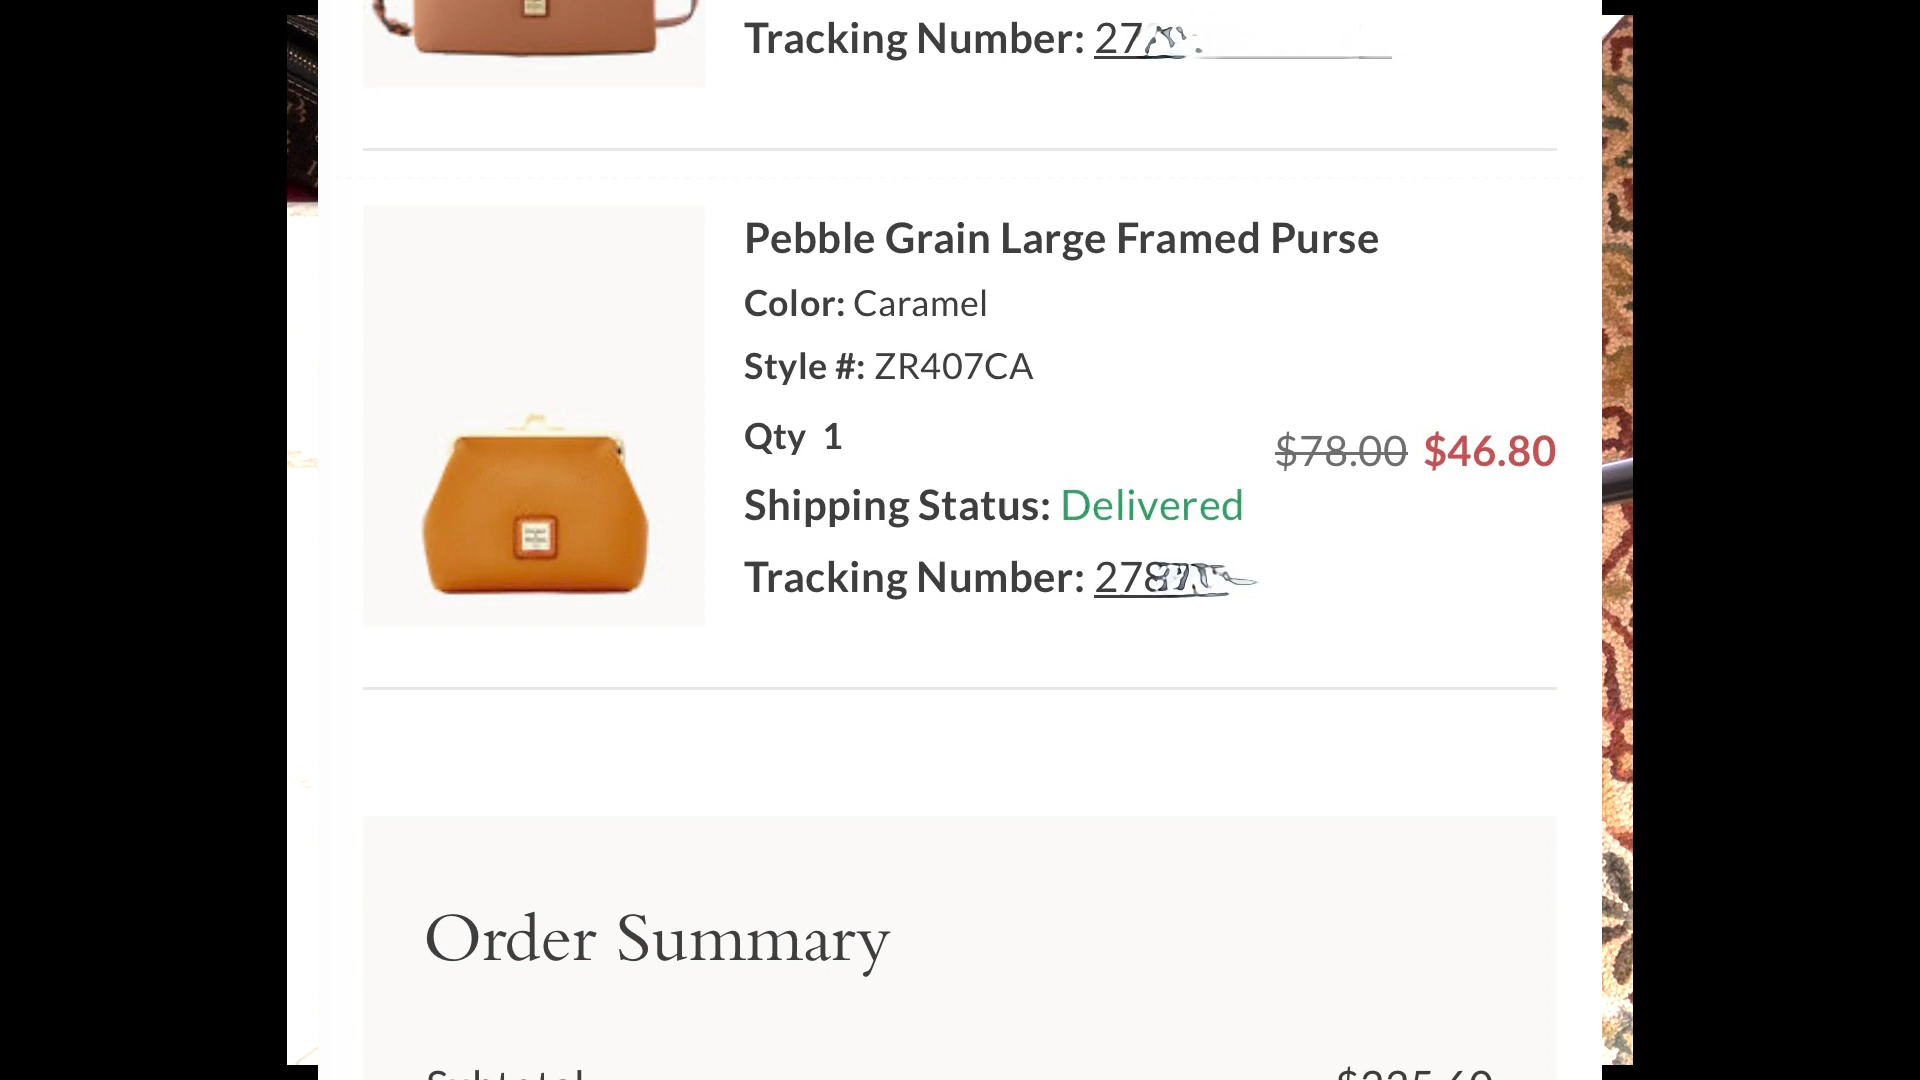 Tracking Number: 27
Pebble Grain Large Framed Purse
Color: Caramel
Style #: ZR407CA
Qty 1
$78.00 $46.80
Shipping Status: Delivered
Tracking Number: 278
Order Summary
Subtotal